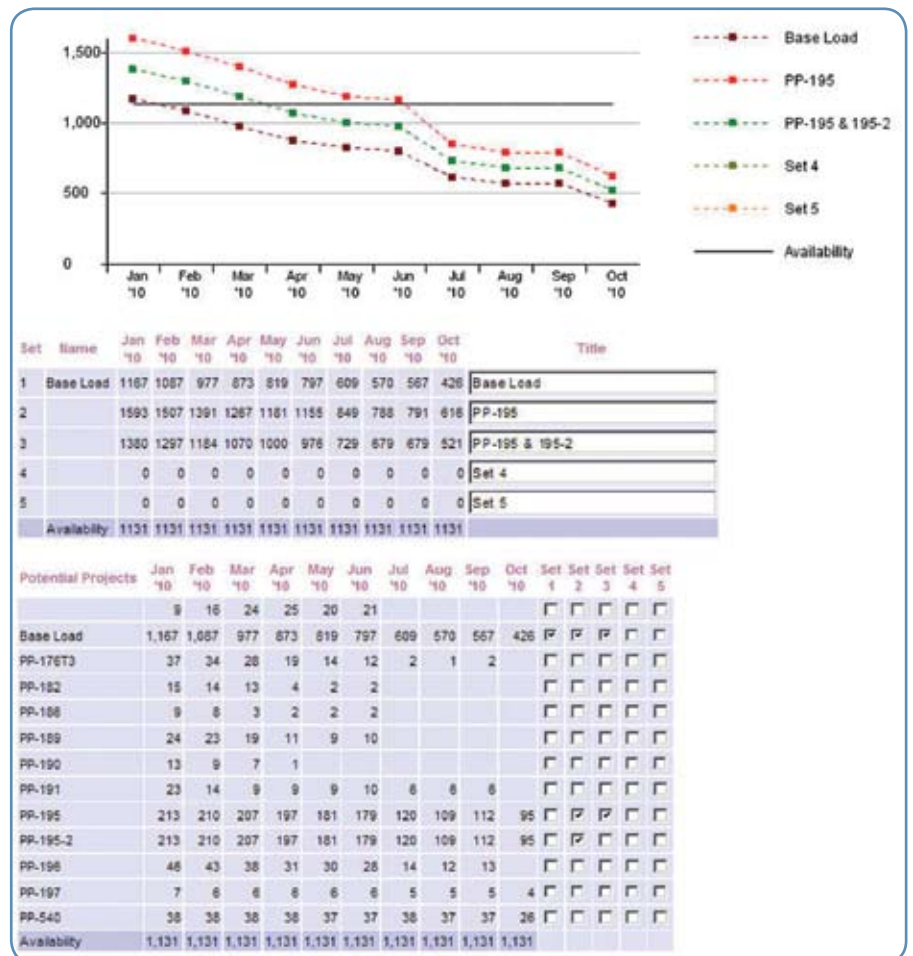 1,500
1,000
500
0
Jan '10 Feb '10 Mar '10 Apr '10 May '10 Jun '10 Jul '10 Aug '10 Sep '10 Oct '10
Base Load
PP-195
PP-195 & 195-2
Set 4
Set 5
Availability
Set Name Jan '10 Feb '10 Mar '10 Apr '10 May '10 Jun '10 Jul '10 Aug '10 Sep '10 Oct '10 Title
1 Base Load 1167 1087 977 873 819 797 609 570 567 426 Base Load
2 1593 1507 1391 1267 1181 1155 849 788 791 616 PP-195
3 1380 1297 1184 1070 1000 976 729 679 679 521 PP-195 & 195-2
4 0 0 0 0 0 0 0 0 0 0 Set 4
5 0 0 0 0 0 0 0 0 0 0 Set 5
Availability 1131 1131 1131 1131 1131 1131 1131 1131 1131 1131
Potential Projects Jan '10 Feb '10 Mar '10 Apr '10 May '10 Jun '10 Jul '10 Aug '10 Sep '10 Oct '10 Set 1 Set 2 Set 3 Set 4 Set 5
9 16 24 25 20 21
Base Load 1,167 1,087 977 873 819 797 609 570 567 426
PP-176T3 37 34 28 19 14 12 2 1 2
PP-182 15 14 13 4 2 2
PP-186 9 8 3 2 2 2
PP-189 24 23 19 11 9 10
PP-190 13 9 7 1
PP-191 23 14 9 9 9 10 6 6 6
PP-195 213 210 207 197 181 179 120 109 112 95
PP-195-2 213 210 207 197 181 179 120 109 112 95
PP-196 46 43 38 31 30 28 14 12 13
PP-197 7 6 6 6 6 6 5 5 5 4
PP-540 38 38 38 38 37 37 38 37 37 26
Availability 1,131 1,131 1,131 1,131 1,131 1,131 1,131 1,131 1,131 1,131